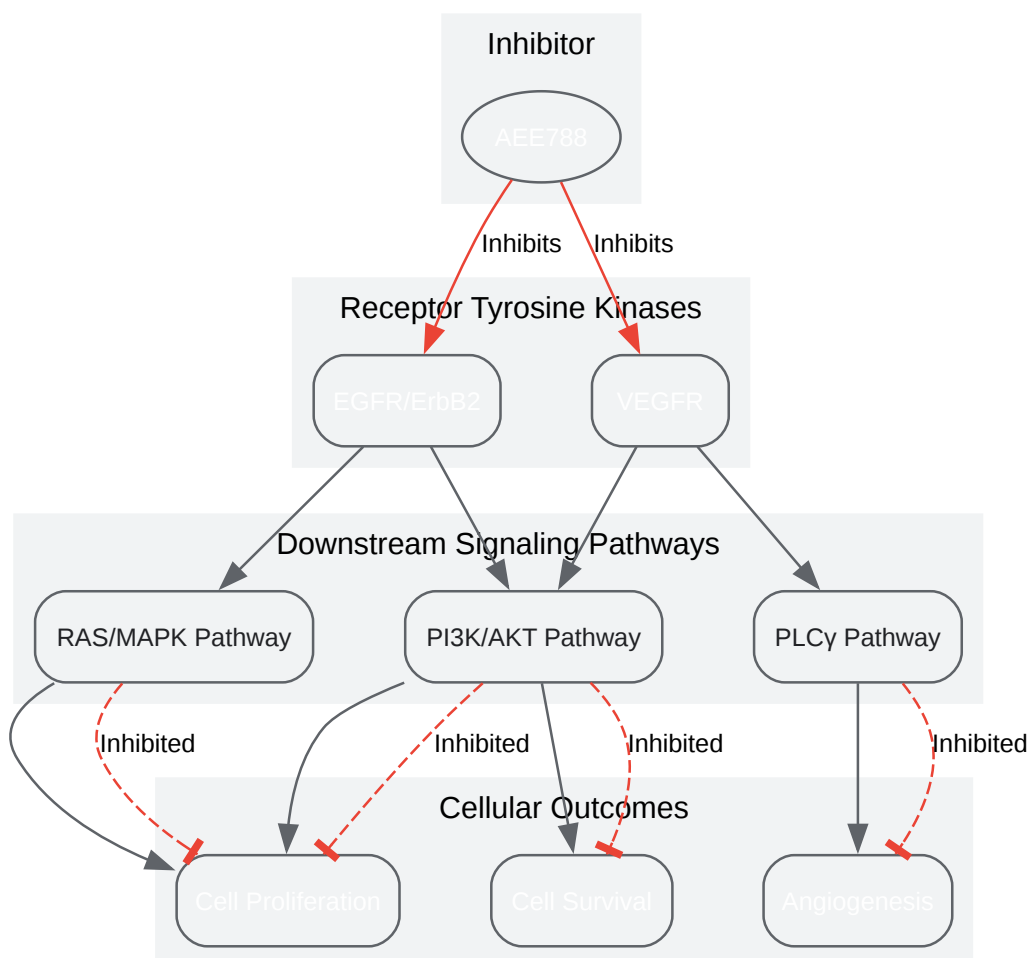 Inhibitor
AEE788
Inhibits
Inhibits
Receptor Tyrosine Kinases
EGFR/ErbB2
VEGFR
Downstream Signaling Pathways
RAS/MAPK Pathway
PI3K/AKT Pathway
PLCγ Pathway
Inhibited
Inhibited
Inhibited
Inhibited
Cellular Outcomes
Cell Proliferation
Cell Survival
Angiogenesis